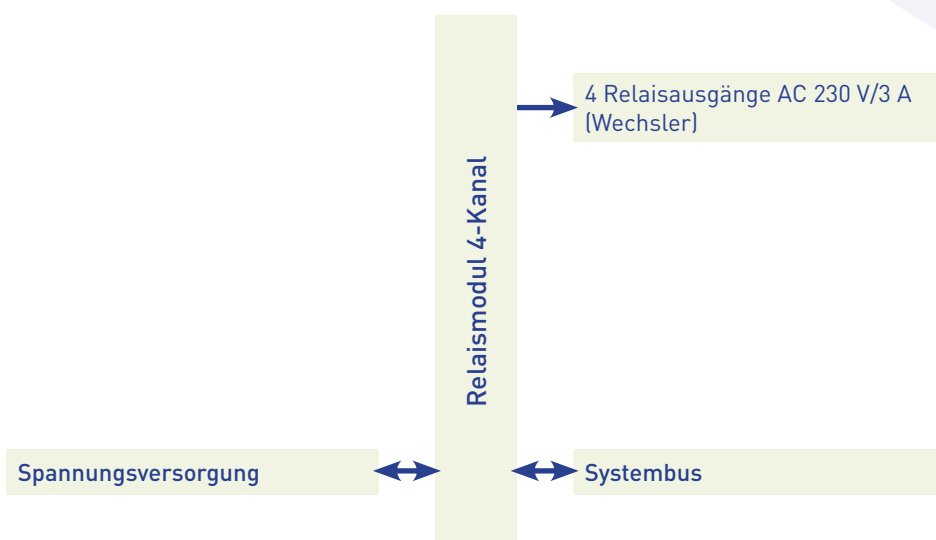 4 Relaisausgänge AC 230 V/3 A
(Wechsler)
Relaismodul 4-Kanal
Spannungsversorgung
Systembus